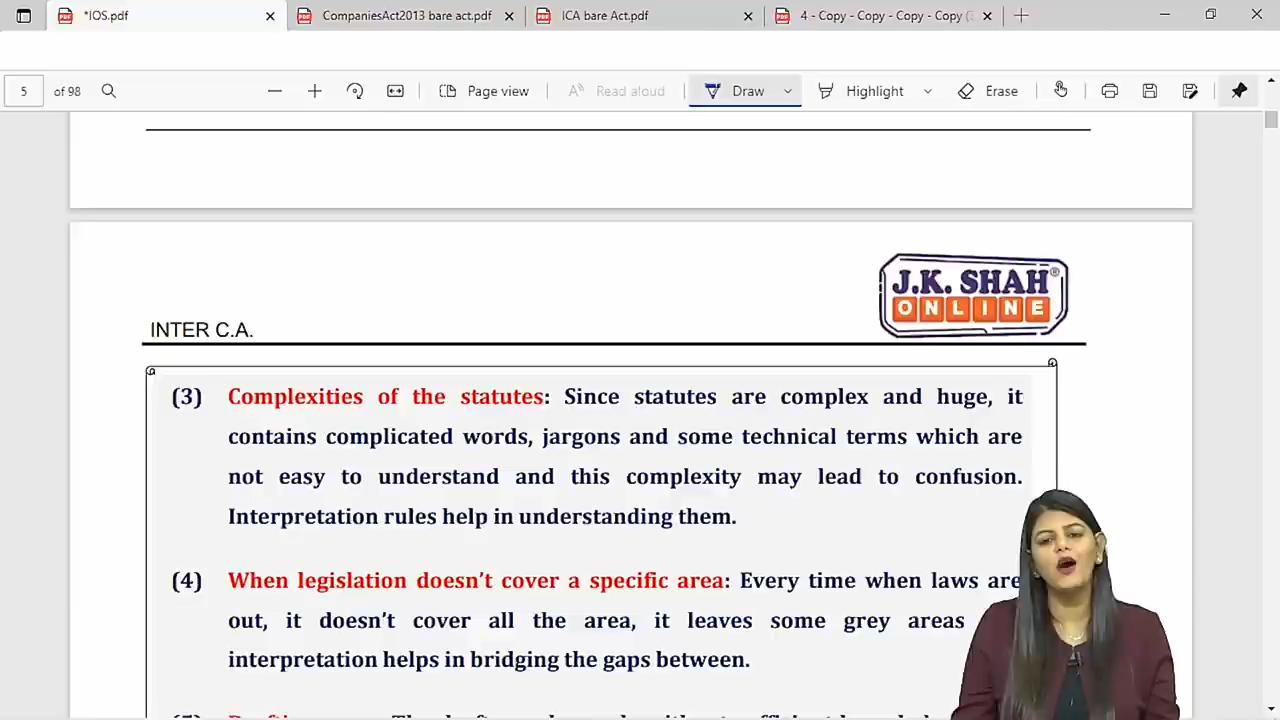 *IOS.pdf
CompaniesAct2013 bare act.pdf
ICA bare Act.pdf
4 - Copy - Copy - Copy - Copy (
5 of 98
Page view
Read aloud
Draw
Highlight
Erase
J.K. SHAH®
ONLINE
INTER C.A.
(3) Complexities of the statutes: Since statutes are complex and huge, it
contains complicated words, jargons and some technical terms which are
not easy to understand and this complexity may lead to confusion.
Interpretation rules help in understanding them.
(4) When legislation doesn't cover a specific area: Every time when laws are
out, it doesn't cover all the area, it leaves some grey areas
interpretation helps in bridging the gaps between.